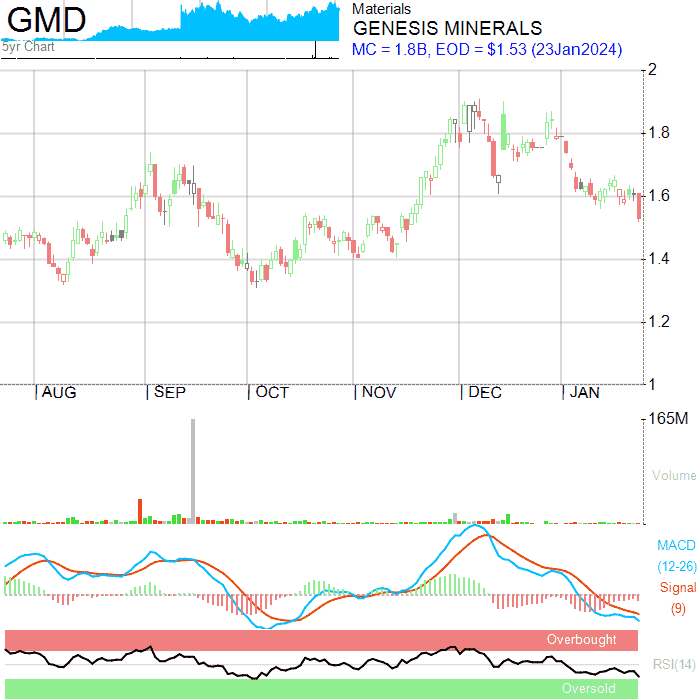 GMD
5yr Chart
Materials
GENESIS MINERALS
MC = 1.8B, EOD = $1.53 (23Jan2024)
2
1.8
1.6
1.4
1.2
1
AUG SEP OCT NOV DEC JAN
165M
Volume
MACD
(12-26)
Signal
(9)
Overbought
RSI(14)
Oversold